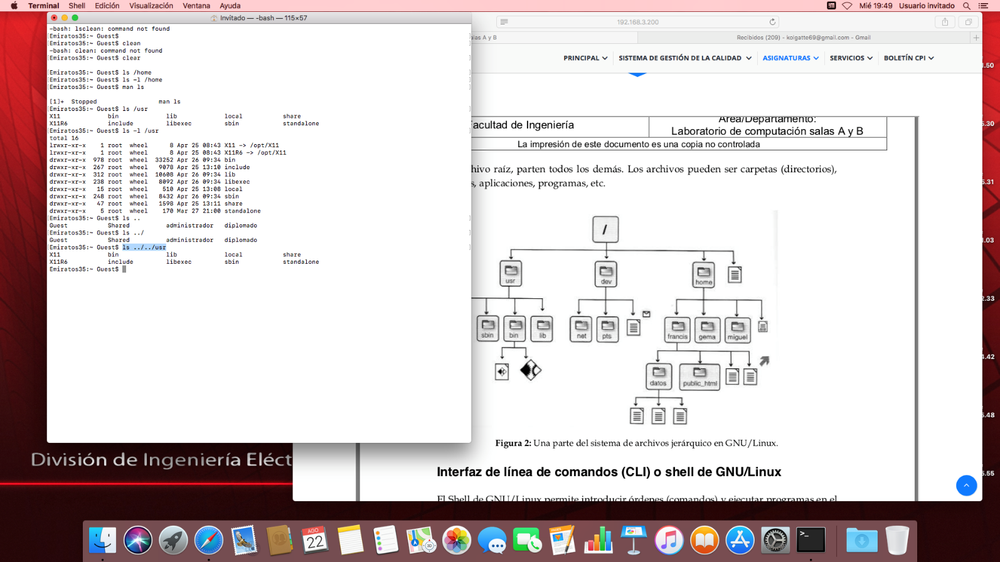 Terminal Shell Edición Visualización Ventana Ayuda
Mié 19:49 Usuario invitado
Invitado — -bash — 115×57
-bash: lsclean: command not found
[Emiratos35:~ Guest$
[Emiratos35:~ Guest$ clean
-bash: clean: command not found
[Emiratos35:~ Guest$ clear
[Emiratos35:~ Guest$ ls /home
[Emiratos35:~ Guest$ ls -l /home
[Emiratos35:~ Guest$ man ls
[1]+ Stopped man ls
[Emiratos35:~ Guest$ ls /usr
X11 bin lib local share
X11R6 include libexec sbin standalone
[Emiratos35:~ Guest$ ls -l /usr
total 16
lrwxr-xr-x 1 root wheel 8 Apr 25 08:43 X11 -> /opt/X11
lrwxr-xr-x 1 root wheel 8 Apr 25 08:43 X11R6 -> /opt/X11
drwxr-xr-x 978 root wheel 33252 Apr 26 09:34 bin
drwxr-xr-x 267 root wheel 9078 Apr 25 13:10 include
drwxr-xr-x 312 root wheel 10608 Apr 26 09:34 lib
drwxr-xr-x 238 root wheel 8092 Apr 26 09:34 libexec
drwxr-xr-x 15 root wheel 510 Apr 25 13:08 local
drwxr-xr-x 248 root wheel 8432 Apr 26 09:34 sbin
drwxr-xr-x 47 root wheel 1598 Apr 25 13:11 share
drwxr-xr-x 5 root wheel 170 Mar 27 21:00 standalone
[Emiratos35:~ Guest$ ls ..
Guest Shared administrador diplomado
[Emiratos35:~ Guest$ ls ../
Guest Shared administrador diplomado
[Emiratos35:~ Guest$ ls ../../usr
X11 bin lib local share
X11R6 include libexec sbin standalone
Emiratos35:~ Guest$
192.168.3.200
las A y B
Recibidos (209) - kolgatte69@gmail.com - Gmail
PRINCIPAL SISTEMA DE GESTIÓN DE LA CALIDAD ASIGNATURAS SERVICIOS BOLETÍN CPI
acultad de Ingeniería
Área/Departamento:
Laboratorio de computación salas A y B
La impresión de este documento es una copia no controlada
hivo raíz, parten todos los demás. Los archivos pueden ser carpetas (directorios),
s, aplicaciones, programas, etc.
/
usr dev home
sbin bin lib net pts francis gema miguel
datos public_html
Figura 2: Una parte del sistema de archivos jerárquico en GNU/Linux.
Interfaz de línea de comandos (CLI) o shell de GNU/Linux
El Shell de GNU/Linux permite introducir órdenes (comandos) y ejecutar programas en el
División de Ingeniería Eléct
.50
5.30
5.31
.03
2.33
.42
5.48
5.55
AGO
22
3D
>_